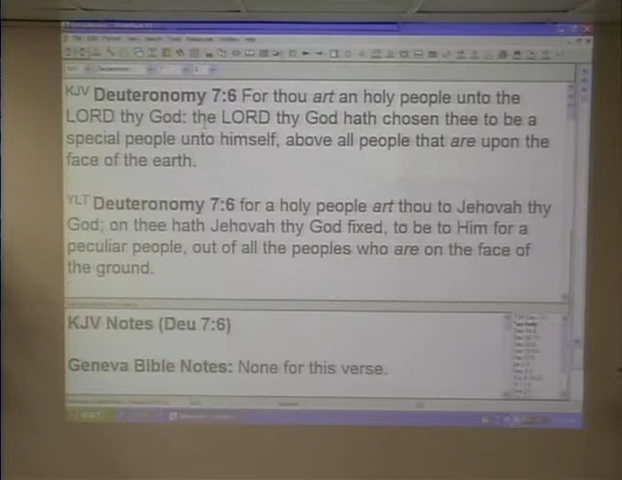 KJV Deuteronomy 7:6 For thou art an holy people unto the
LORD thy God: the LORD thy God hath chosen thee to be a
special people unto himself, above all people that are upon the
face of the earth.
YLT Deuteronomy 7:6 for a holy people art thou to Jehovah thy
God; on thee hath Jehovah thy God fixed, to be to Him for a
peculiar people, out of all the peoples who are on the face of
the ground.
KJV Notes (Deu 7:6)
Geneva Bible Notes: None for this verse.